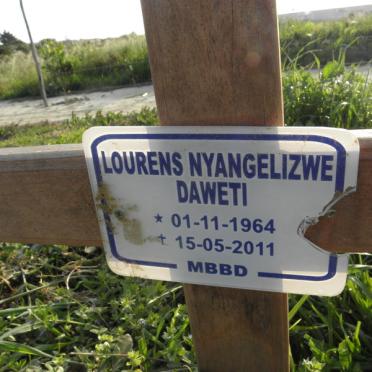 LOURENS NYANGELIZWE
DAWETI
★ 01-11-1964
† 15-05-2011
MBBD